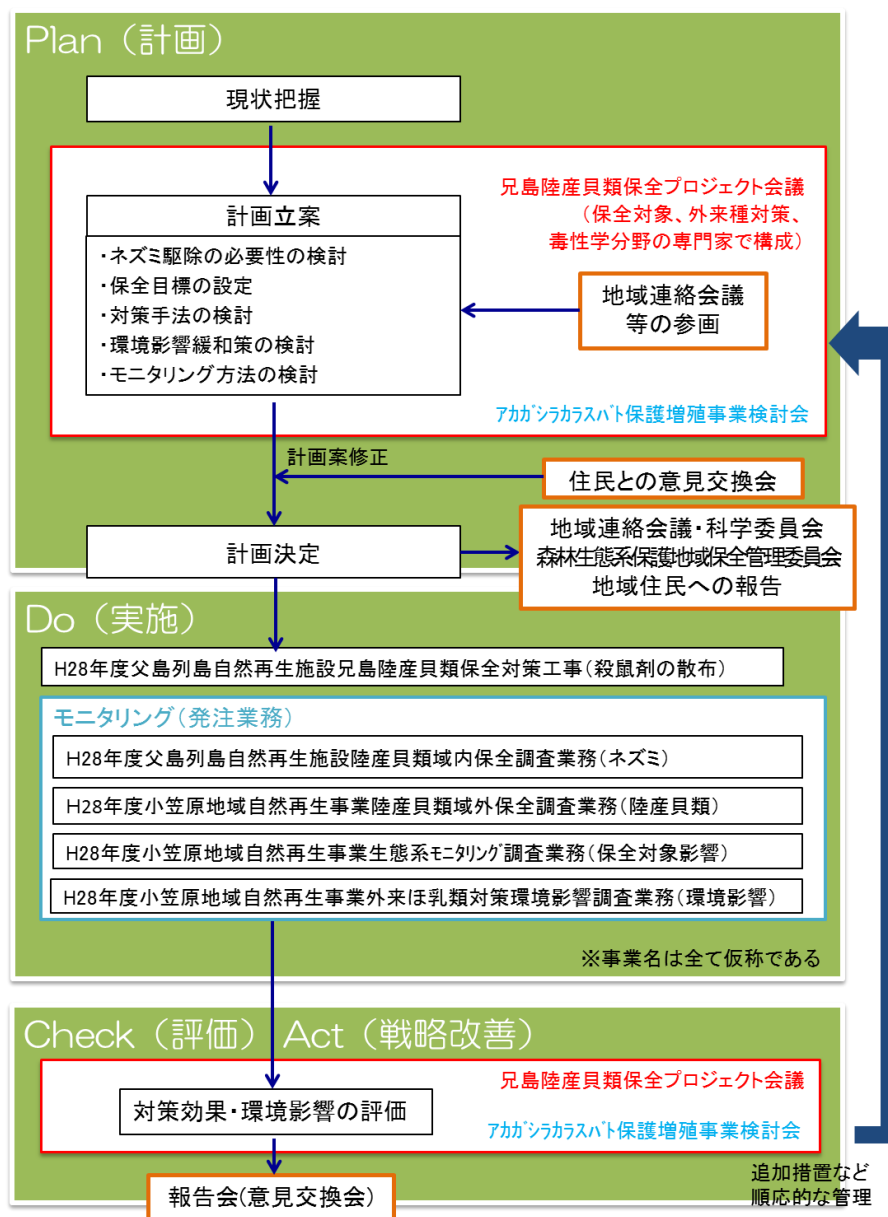 Plan（計画）
現状把握
兄島陸産貝類保全プロジェクト会議
（保全対象、外来種対策、
毒性学分野の専門家で構成）
計画立案
・ネズミ駆除の必要性の検討
・保全目標の設定
・対策手法の検討
・環境影響緩和策の検討
・モニタリング方法の検討
地域連絡会議
等の参画
ｱｶｶﾞｼﾗｶﾗｽﾊﾞﾄ保護増殖事業検討会
計画案修正
住民との意見交換会
計画決定
地域連絡会議・科学委員会
森林生態系保護地域保全管理委員会
地域住民への報告
Do（実施）
H28年度父島列島自然再生施設兄島陸産貝類保全対策工事（殺鼠剤の散布）
モニタリング（発注業務）
H28年度父島列島自然再生施設陸産貝類域内保全調査業務（ネズミ）
H28年度小笠原地域自然再生事業陸産貝類域外保全調査業務（陸産貝類）
H28年度小笠原地域自然再生事業生態系ﾓﾆﾀﾘﾝｸﾞ調査業務（保全対象影響）
H28年度小笠原地域自然再生事業外来ほ乳類対策環境影響調査業務（環境影響）
※事業名は全て仮称である
Check（評価） Act（戦略改善）
兄島陸産貝類保全プロジェクト会議
対策効果・環境影響の評価
ｱｶｶﾞｼﾗｶﾗｽﾊﾞﾄ保護増殖事業検討会
追加措置など
順応的な管理
報告会(意見交換会)